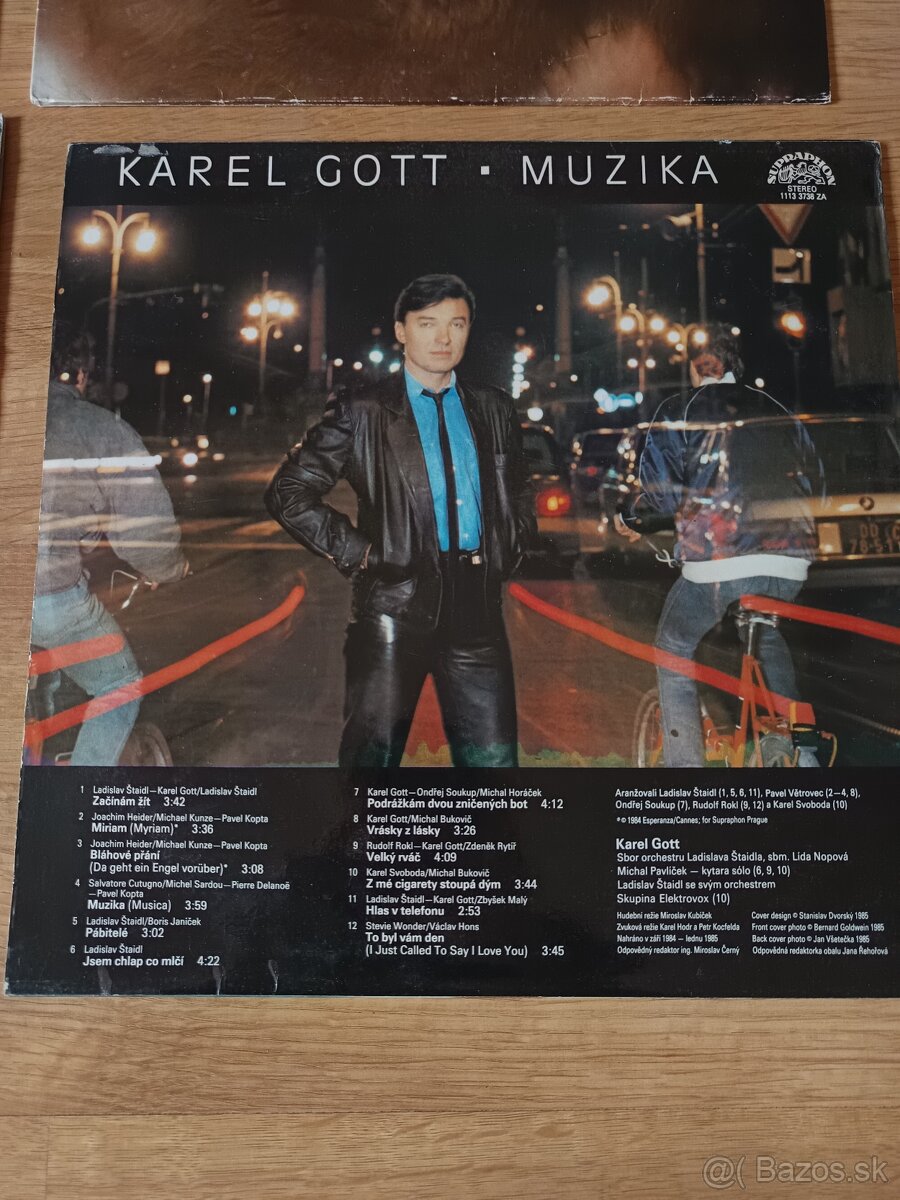 KAREL GOTT ▪ MUZIKA
SUPRAPHON
STEREO
1113 3738 ZA
1 Ladislav Štaidl–Karel Gott/Ladislav Štaidl
Začínám žít 3:42
2 Joachim Heider/Michael Kunze–Pavel Kopta
Miriam (Myriam)* 3:36
3 Joachim Heider/Michael Kunze–Pavel Kopta
Bláhové přání
(Da geht ein Engel vorüber)* 3:08
4 Salvatore Cutugno/Michel Sardou–Pierre Delanoë
–Pavel Kopta
Muzika (Musica) 3:59
5 Ladislav Štaidl/Boris Janíček
Pábitelé 3:02
6 Ladislav Štaidl
Jsem chlap co mlčí 4:22
7 Karel Gott–Ondřej Soukup/Michal Horáček
Podrážkám dvou zničených bot 4:12
8 Karel Gott/Michal Bukovič
Vrásky z lásky 3:26
9 Rudolf Rokl–Karel Gott/Zdeněk Rytíř
Velký rváč 4:09
10 Karel Svoboda/Michal Bukovič
Z mé cigarety stoupá dým 3:44
11 Ladislav Štaidl–Karel Gott/Zbyšek Malý
Hlas v telefonu 2:53
12 Stevie Wonder/Václav Hons
To byl vám den
(I Just Called To Say I Love You) 3:45
Aranžovali Ladislav Štaidl (1, 5, 6, 11), Pavel Větrovec (2–4, 8),
Ondřej Soukup (7), Rudolf Rokl (9, 12) a Karel Svoboda (10)
*© 1984 Esperanza/Cannes; for Supraphon Prague
Karel Gott
Sbor orchestru Ladislava Štaidla, sbm. Lída Nopová
Michal Pavlíček – kytara sólo (6, 9, 10)
Ladislav Štaidl se svým orchestrem
Skupina Elektrovox (10)
Hudební režie Miroslav Kubíček
Zvuková režie Karel Hodr a Petr Kocfelda
Nahráno v září 1984 – lednu 1985
Odpovědný redaktor ing. Miroslav Černý
Cover design © Stanislav Dvorský 1985
Front cover photo © Bernard Goldwein 1985
Back cover photo © Jan Všetečka 1985
Odpovědná redaktorka obalu Jana Řehořová
@( Bazos.sk